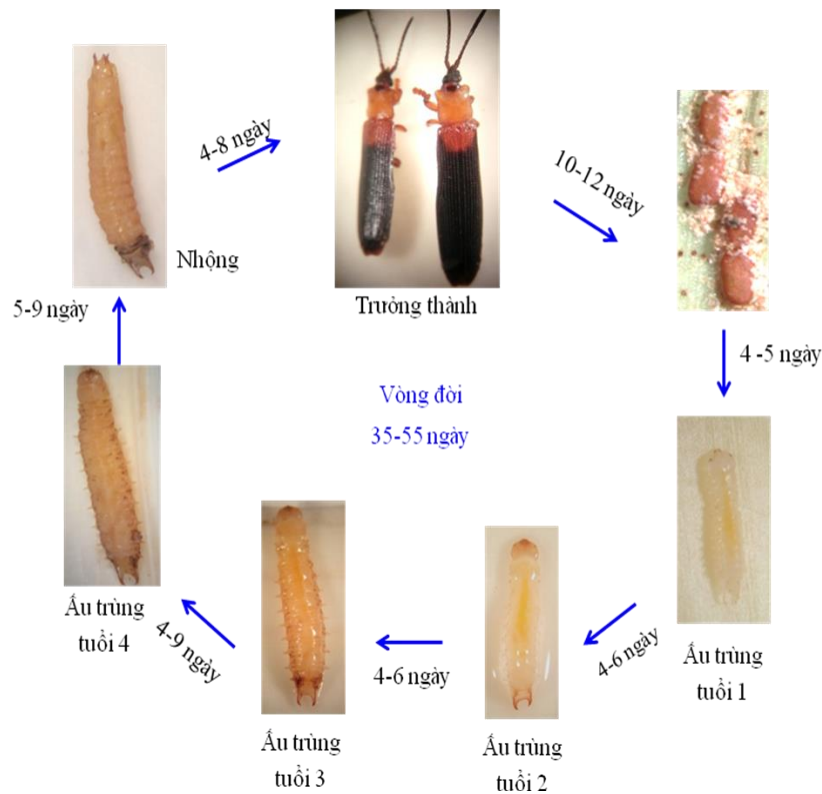 4-8 ngày
10-12 ngày
Nhộng
Trưởng thành
5-9 ngày
4 -5 ngày
Vòng đời
35-55 ngày
Ấu trùng
tuổi 4
4-9 ngày
4-6 ngày
4-6 ngày
Ấu trùng
tuổi 1
Ấu trùng
tuổi 3
Ấu trùng
tuổi 2